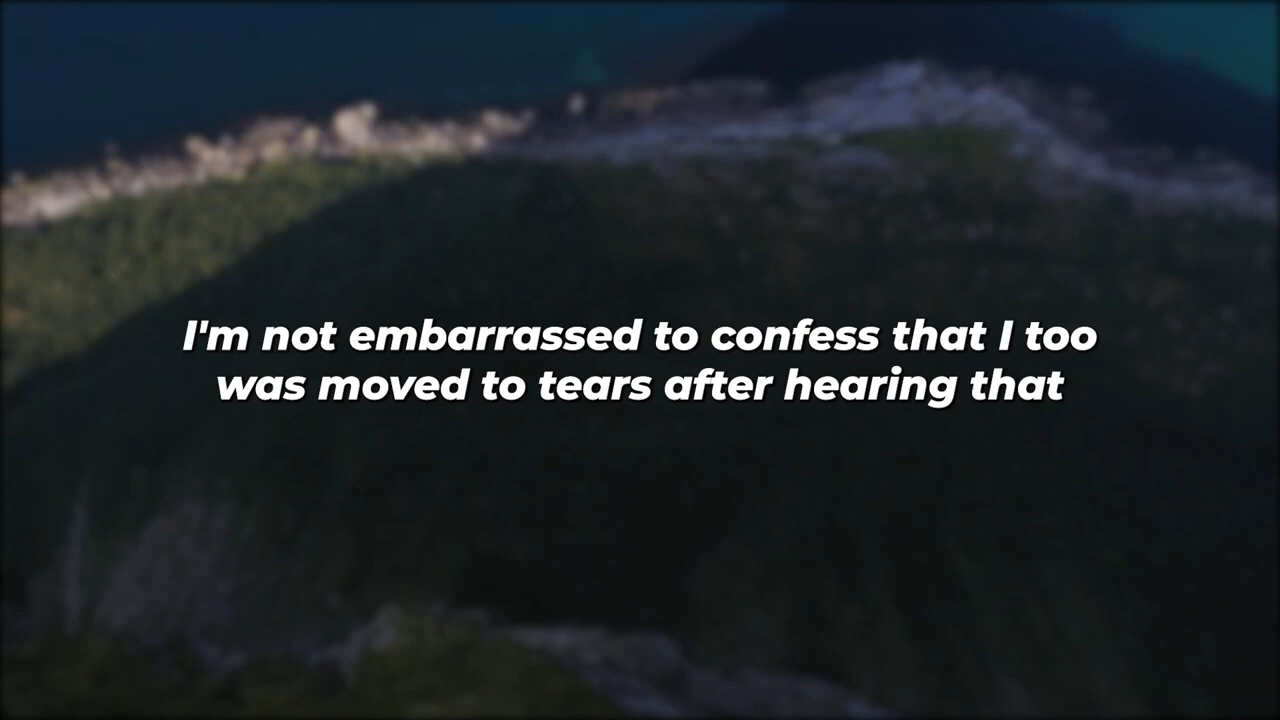 I'm not embarrassed to confess that I too
was moved to tears after hearing that